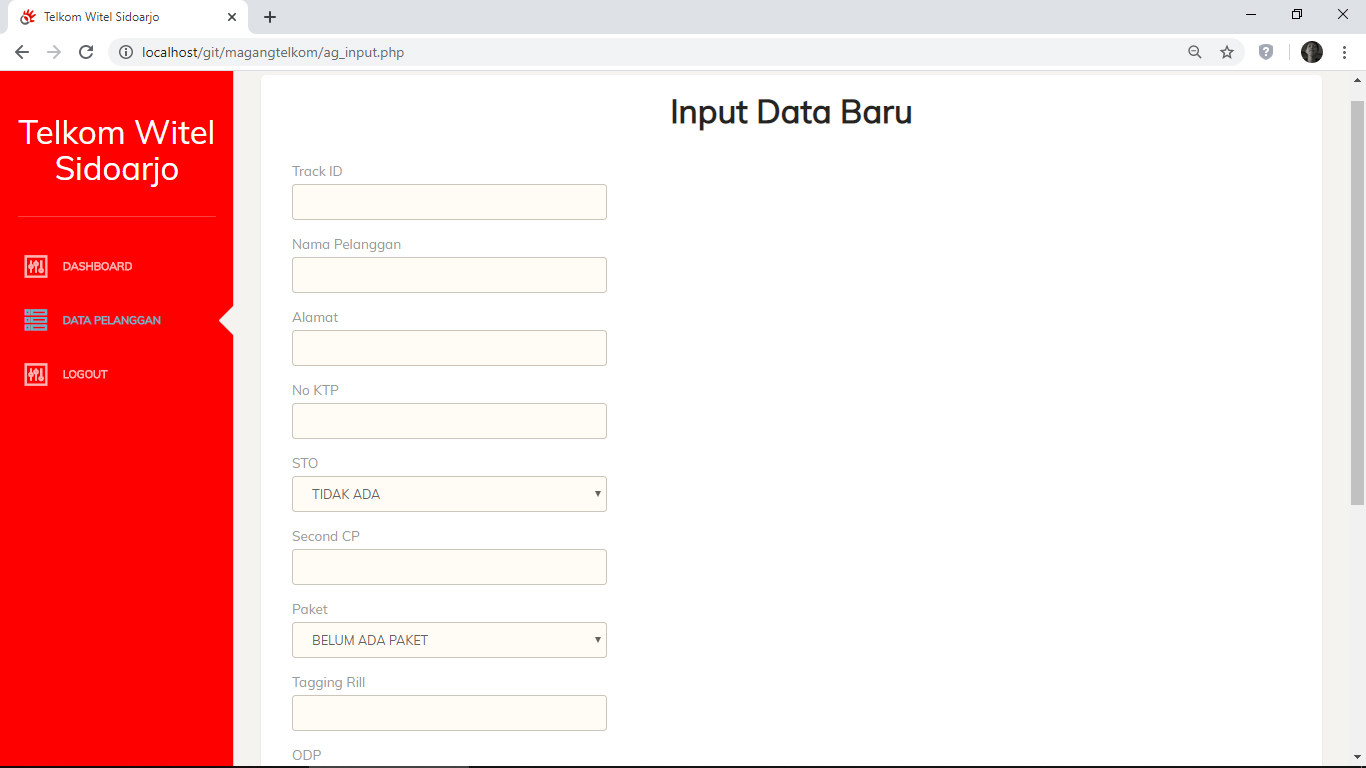 Telkom Witel Sidoarjo
localhost/git/magangtelkom/ag_input.php
Telkom Witel
Sidoarjo
DASHBOARD
DATA PELANGGAN
LOGOUT
Input Data Baru
Track ID
Nama Pelanggan
Alamat
No KTP
STO
TIDAK ADA
Second CP
Paket
BELUM ADA PAKET
Tagging Rill
ODP